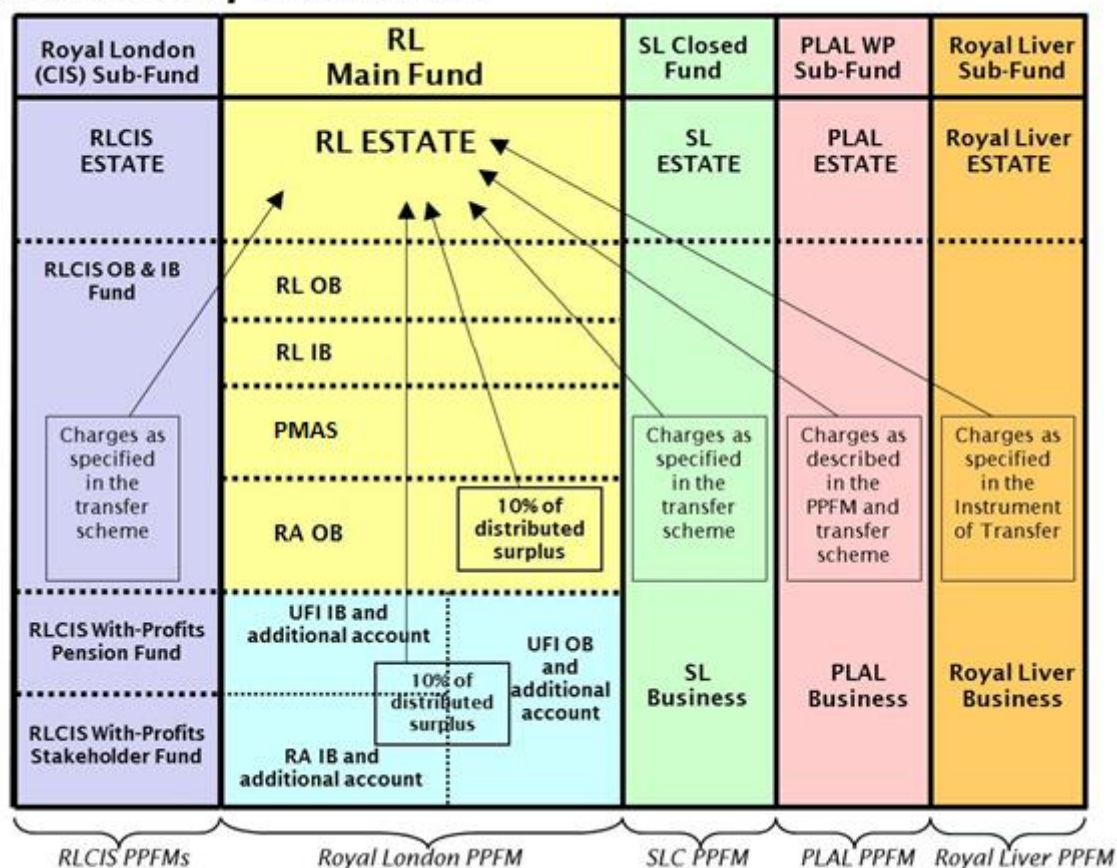 Royal London
(CIS) Sub-Fund
RL
Main Fund
SL Closed
Fund
PLAL WP
Sub-Fund
Royal Liver
Sub-Fund
RLCIS
ESTATE
RL ESTATE
SL
ESTATE
PLAL
ESTATE
Royal Liver
ESTATE
RLCIS OB & IB
Fund
RL OB
RL IB
PMAS
RA OB
Charges as
specified
in the
transfer
scheme
10% of
distributed
surplus
Charges as
specified
in the
transfer
scheme
Charges as
described
in the
PPFM and
transfer
scheme
Charges as
specified
in the
Instrument
of Transfer
RLCIS With-Profits
Pension Fund
RLCIS With-Profits
Stakeholder Fund
UFI IB and
additional account
10% of
distributed
surplus
UFI OB
and
additional
account
RA IB and
additional account
SL
Business
PLAL
Business
Royal Liver
Business
RLCIS PPFMs
Royal London PPFM
SLC PPFM
PLAL PPFM
Royal Liver PPFM